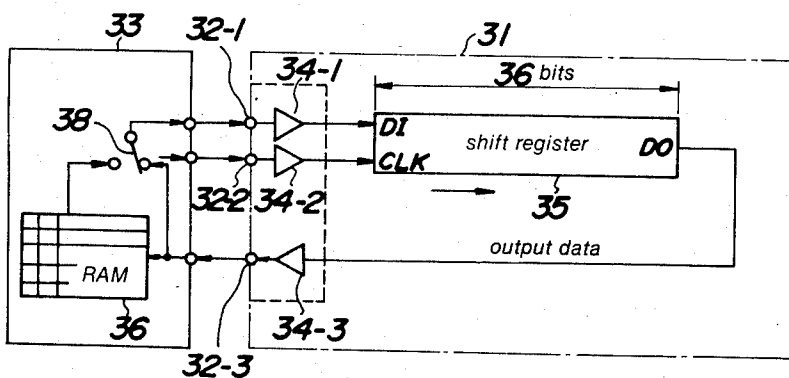 33
32-1
31
34-1
36 bits
38
DI
shift register
DO
CLK
32-2
34-2
35
output data
RAM
36
34-3
32-3